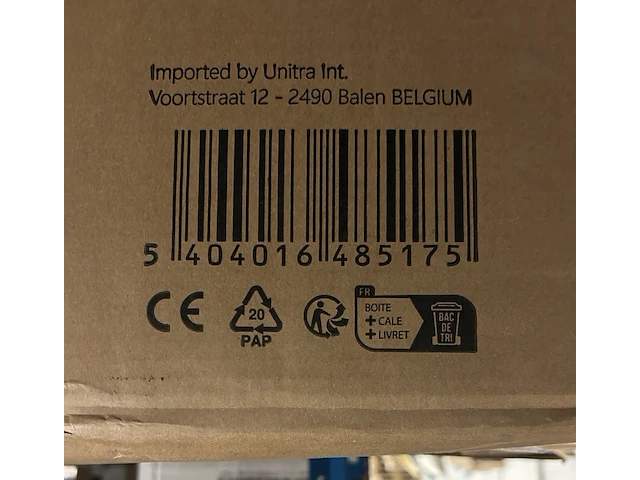 Imported by Unitra Int.
Voortstraat 12 - 2490 Balen BELGIUM
5 404016 485175
CE
20
PAP
FR
BOITE
+ CALE
+ LIVRET
BAC
DE
TRI